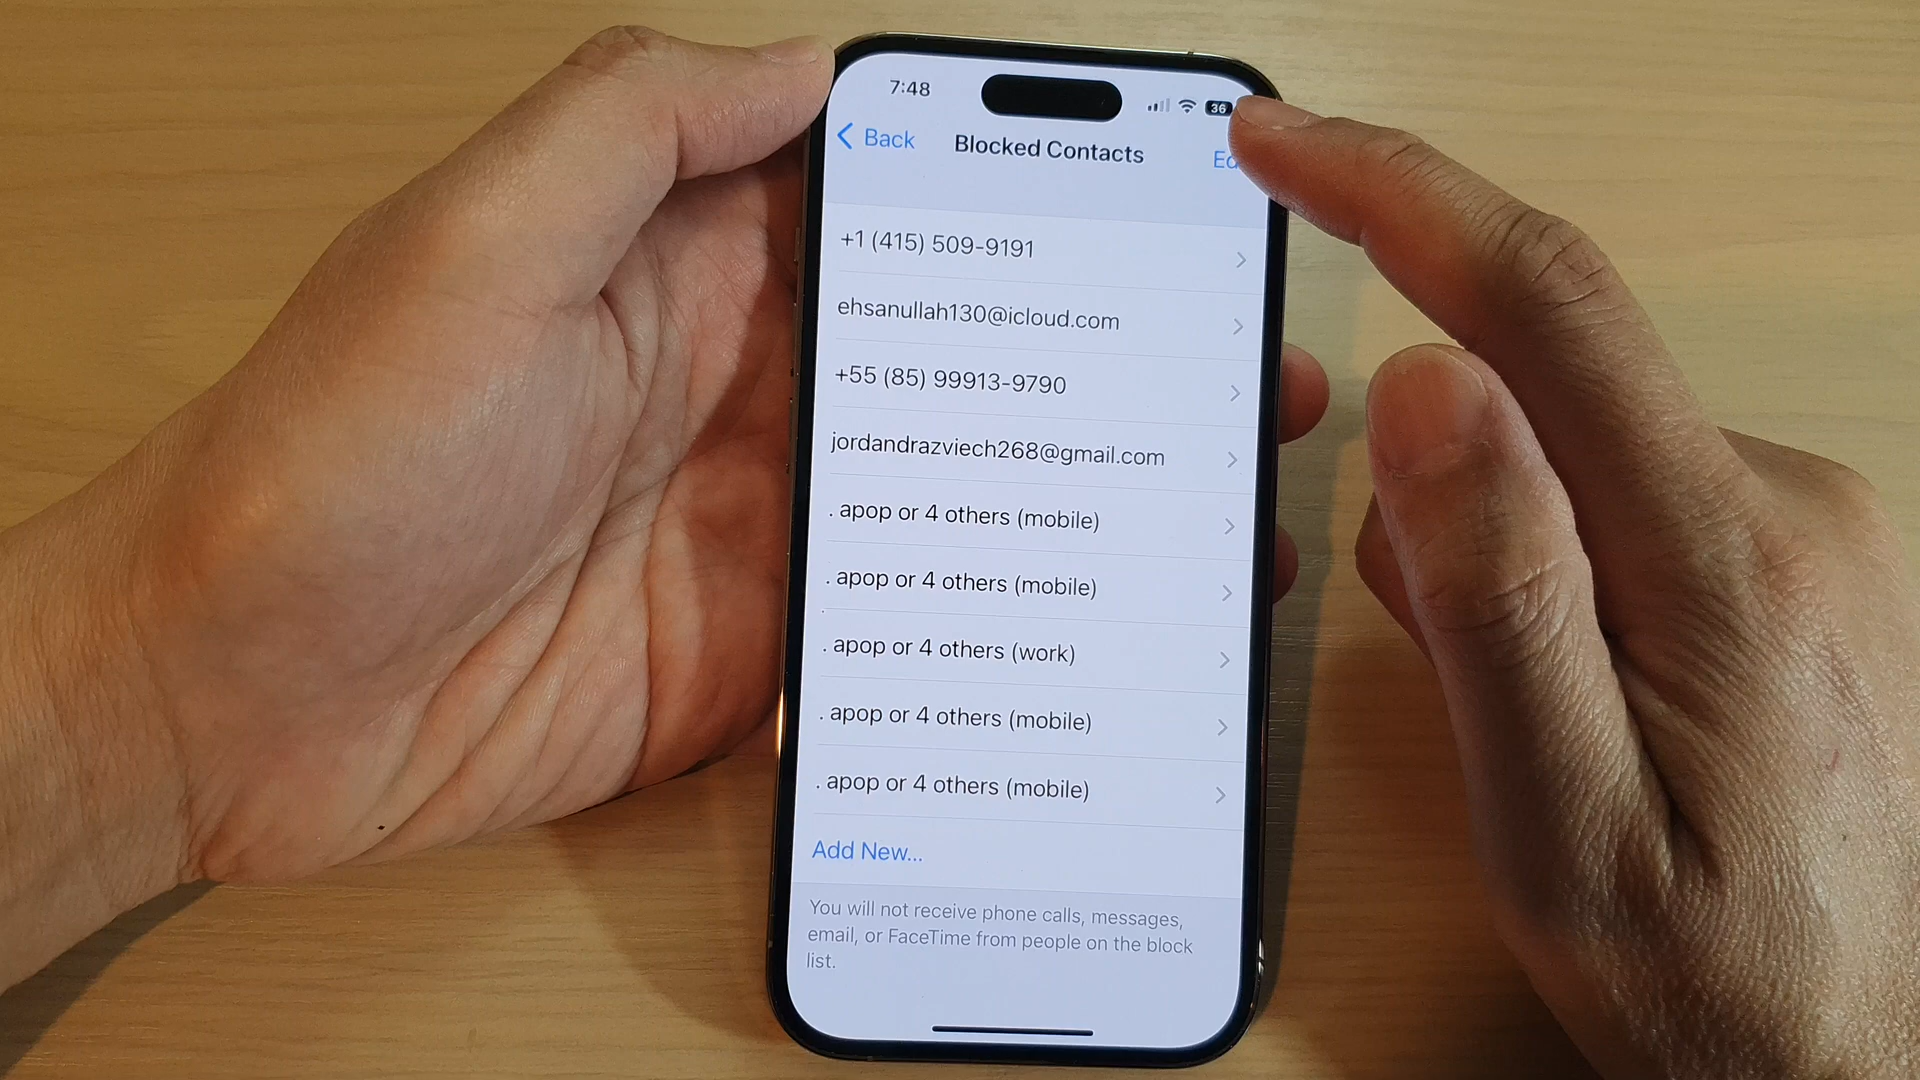 7:48
36
Back
Blocked Contacts
+1 (415) 509-9191
ehsanullah130@icloud.com
+55 (85) 99913-9790
jordandrazviech268@gmail.com
. apop or 4 others (mobile)
. apop or 4 others (mobile)
. apop or 4 others (work)
. apop or 4 others (mobile)
. apop or 4 others (mobile)
Add New...
You will not receive phone calls, messages,
email, or FaceTime from people on the block
list.